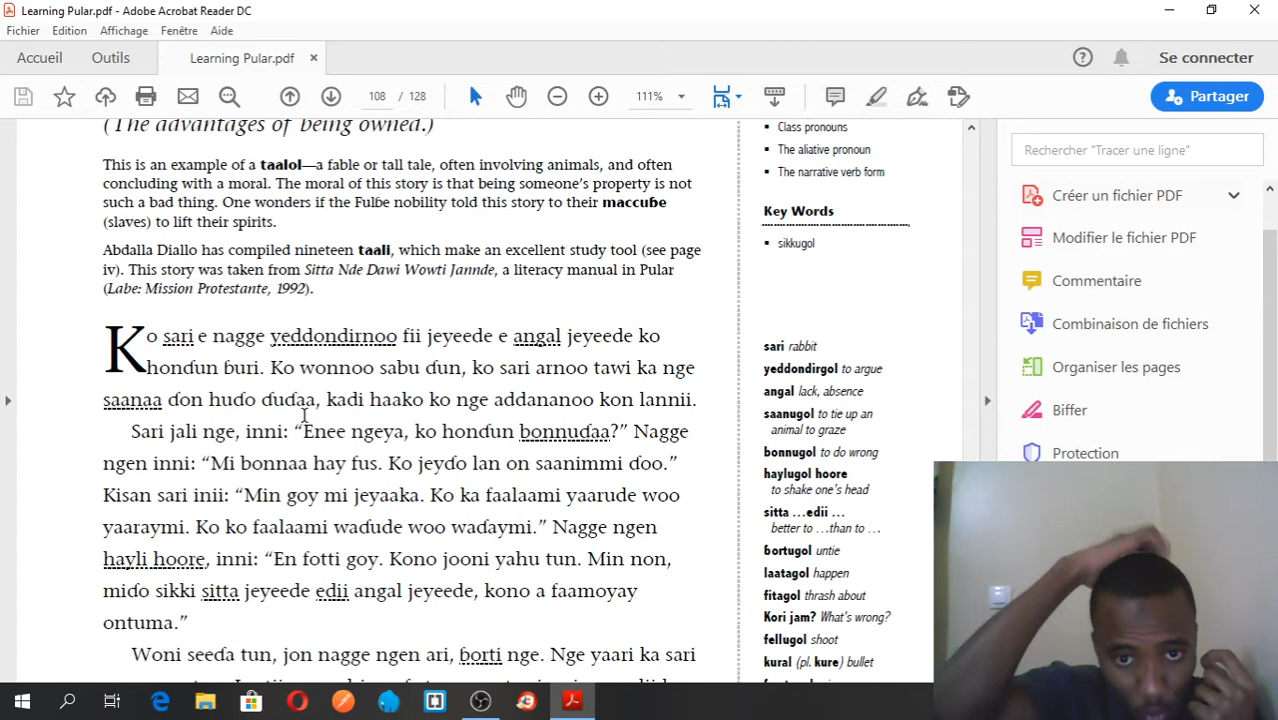 Learning Pular.pdf - Adobe Acrobat Reader DC
Fichier Edition Affichage Fenêtre Aide
Accueil Outils Learning Pular.pdf × Se connecter
108 / 128 111% Partager
(The advantages of being owned.)
This is an example of a taalol—a fable or tall tale, often involving animals, and often
concluding with a moral. The moral of this story is that being someone's property is not
such a bad thing. One wonders if the Fulɓe nobility told this story to their maccuɓe
(slaves) to lift their spirits.
Abdalla Diallo has compiled nineteen taali, which make an excellent study tool (see page
iv). This story was taken from Sitta Nde Dawi Wowti Jannde, a literacy manual in Pular
(Labe: Mission Protestante, 1992).
Ko sari e nagge yeddondirnoo fii jeyeede e angal jeyeede ko
honɗun ɓuri. Ko wonnoo sabu ɗun, ko sari arnoo tawi ka nge
saanaa ɗon huɗo ɗuɗaa, kadi haako ko nge addananoo kon lannii.
Sari jali nge, inni: “Enee ngeya, ko honɗun bonnuɗaa?” Nagge
ngen inni: “Mi bonnaa hay fus. Ko jeyɗo lan on saanimmi ɗoo.”
Kisan sari inii: “Min goy mi jeyaaka. Ko ka faalaami yaarude woo
yaaraymi. Ko ko faalaami waɗude woo waɗaymi.” Nagge ngen
hayli hoore, inni: “En fotti goy. Kono jooni yahu tun. Min non,
miɗo sikki sitta jeyeede edii angal jeyeede, kono a faamoyay
ontuma.”
Woni seeɗa tun, jon nagge ngen ari, ɓorti nge. Nge yaari ka sari
Class pronouns
The aliative pronoun
The narrative verb form
Key Words
sikkugol
sari rabbit
yeddondirgol to argue
angal lack, absence
saanugol to tie up an
animal to graze
bonnugol to do wrong
haylugol hoore
to shake one's head
sitta …edii …
better to …than to …
ɓortugol untie
laatagol happen
fitagol thrash about
Kori jam? What's wrong?
fellugol shoot
kural (pl. kure) bullet
Rechercher "Tracer une ligne"
Créer un fichier PDF
Modifier le fichier PDF
Commentaire
Combinaison de fichiers
Organiser les pages
Biffer
Protection